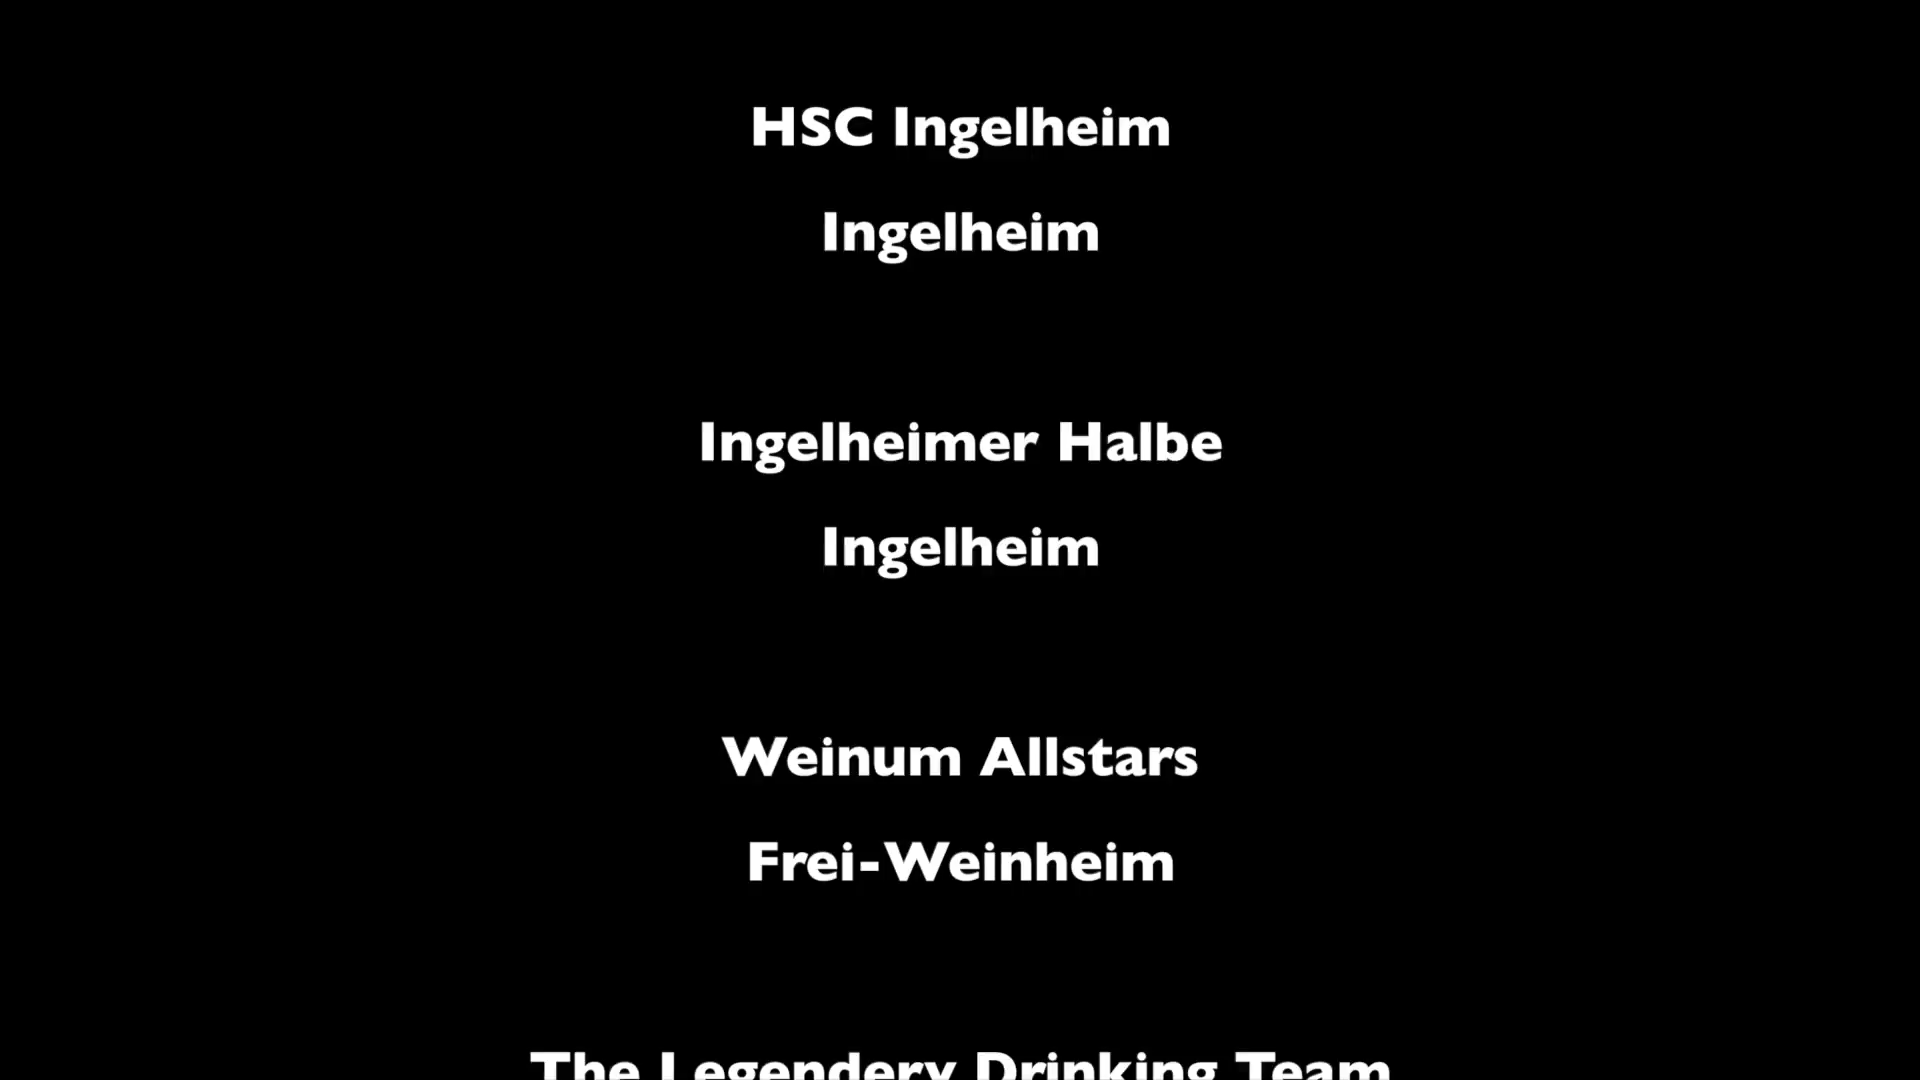 HSC Ingelheim
Ingelheim
Ingelheimer Halbe
Ingelheim
Weinum Allstars
Frei-Weinheim
The Legendery Drinking Team